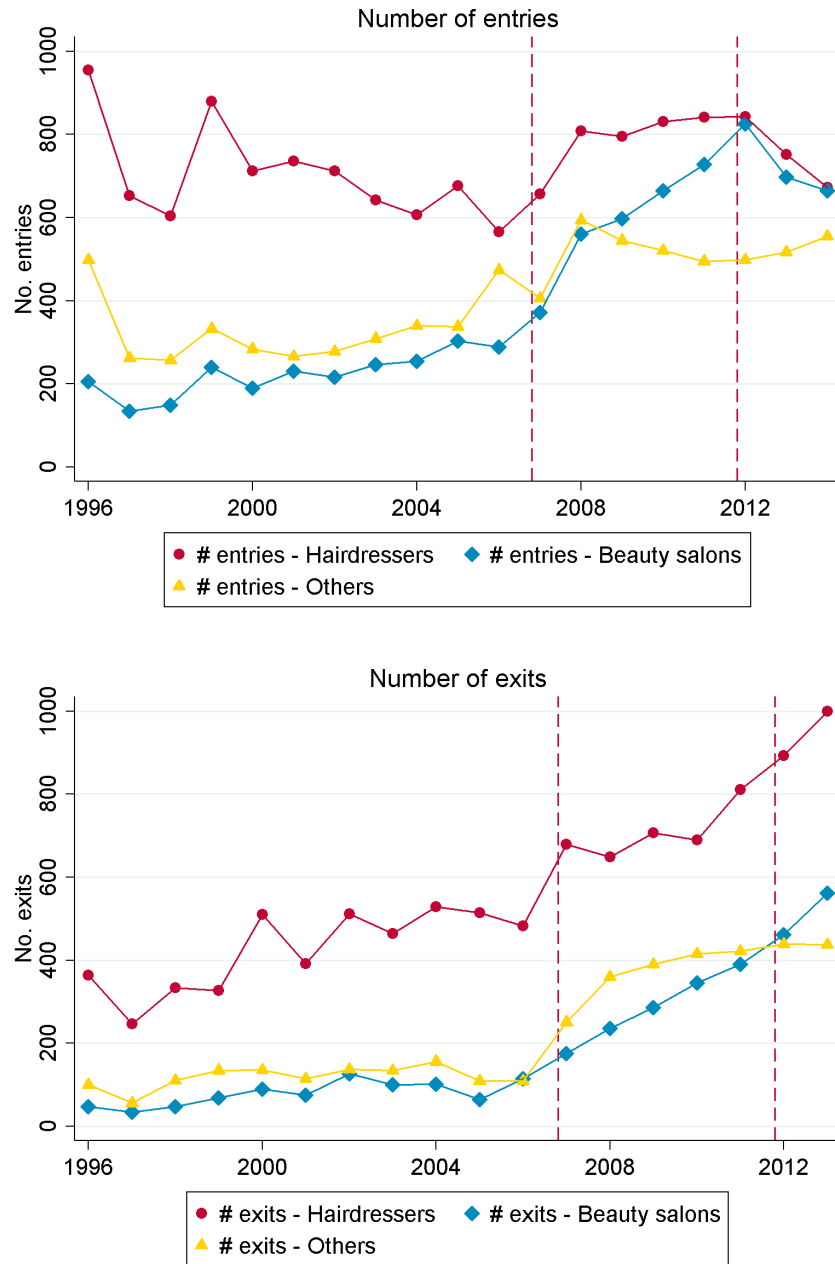 Number of entries
1000
800
600
400
200
0
No. entries
1996 2000 2004 2008 2012
# entries - Hairdressers # entries - Beauty salons
# entries - Others
Number of exits
1000
800
600
400
200
0
No. exits
1996 2000 2004 2008 2012
# exits - Hairdressers # exits - Beauty salons
# exits - Others